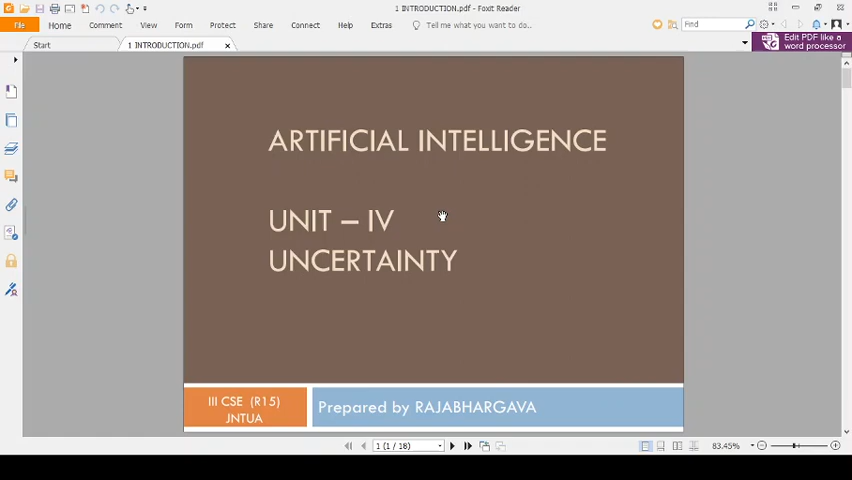 1 INTRODUCTION.pdf - Foxit Reader
File Home Comment View Form Protect Share Connect Help Extras Tell me what you want to do... Find
Start 1 INTRODUCTION.pdf
Edit PDF like a
word processor
ARTIFICIAL INTELLIGENCE
UNIT – IV
UNCERTAINTY
III CSE (R15)
JNTUA
Prepared by RAJABHARGAVA
1 (1 / 18) 83.45%